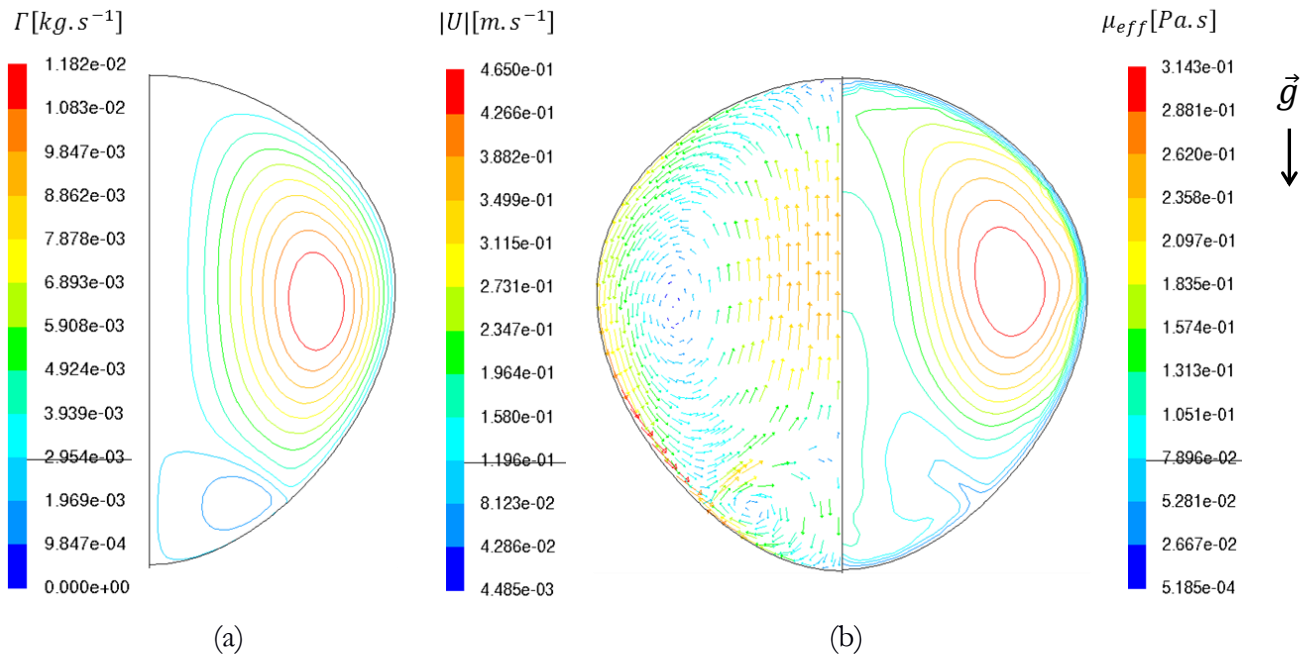 Γ[kg.s⁻¹]
1.182e-02
1.083e-02
9.847e-03
8.862e-03
7.878e-03
6.893e-03
5.908e-03
4.924e-03
3.939e-03
2.954e-03
1.969e-03
9.847e-04
0.000e+00
(a)
|U|[m.s⁻¹]
4.650e-01
4.266e-01
3.882e-01
3.499e-01
3.115e-01
2.731e-01
2.347e-01
1.964e-01
1.580e-01
1.196e-01
8.123e-02
4.286e-02
4.485e-03
(b)
μ_eff[Pa.s]
3.143e-01
2.881e-01
2.620e-01
2.358e-01
2.097e-01
1.835e-01
1.574e-01
1.313e-01
1.051e-01
7.896e-02
5.281e-02
2.667e-02
5.185e-04
g⃗